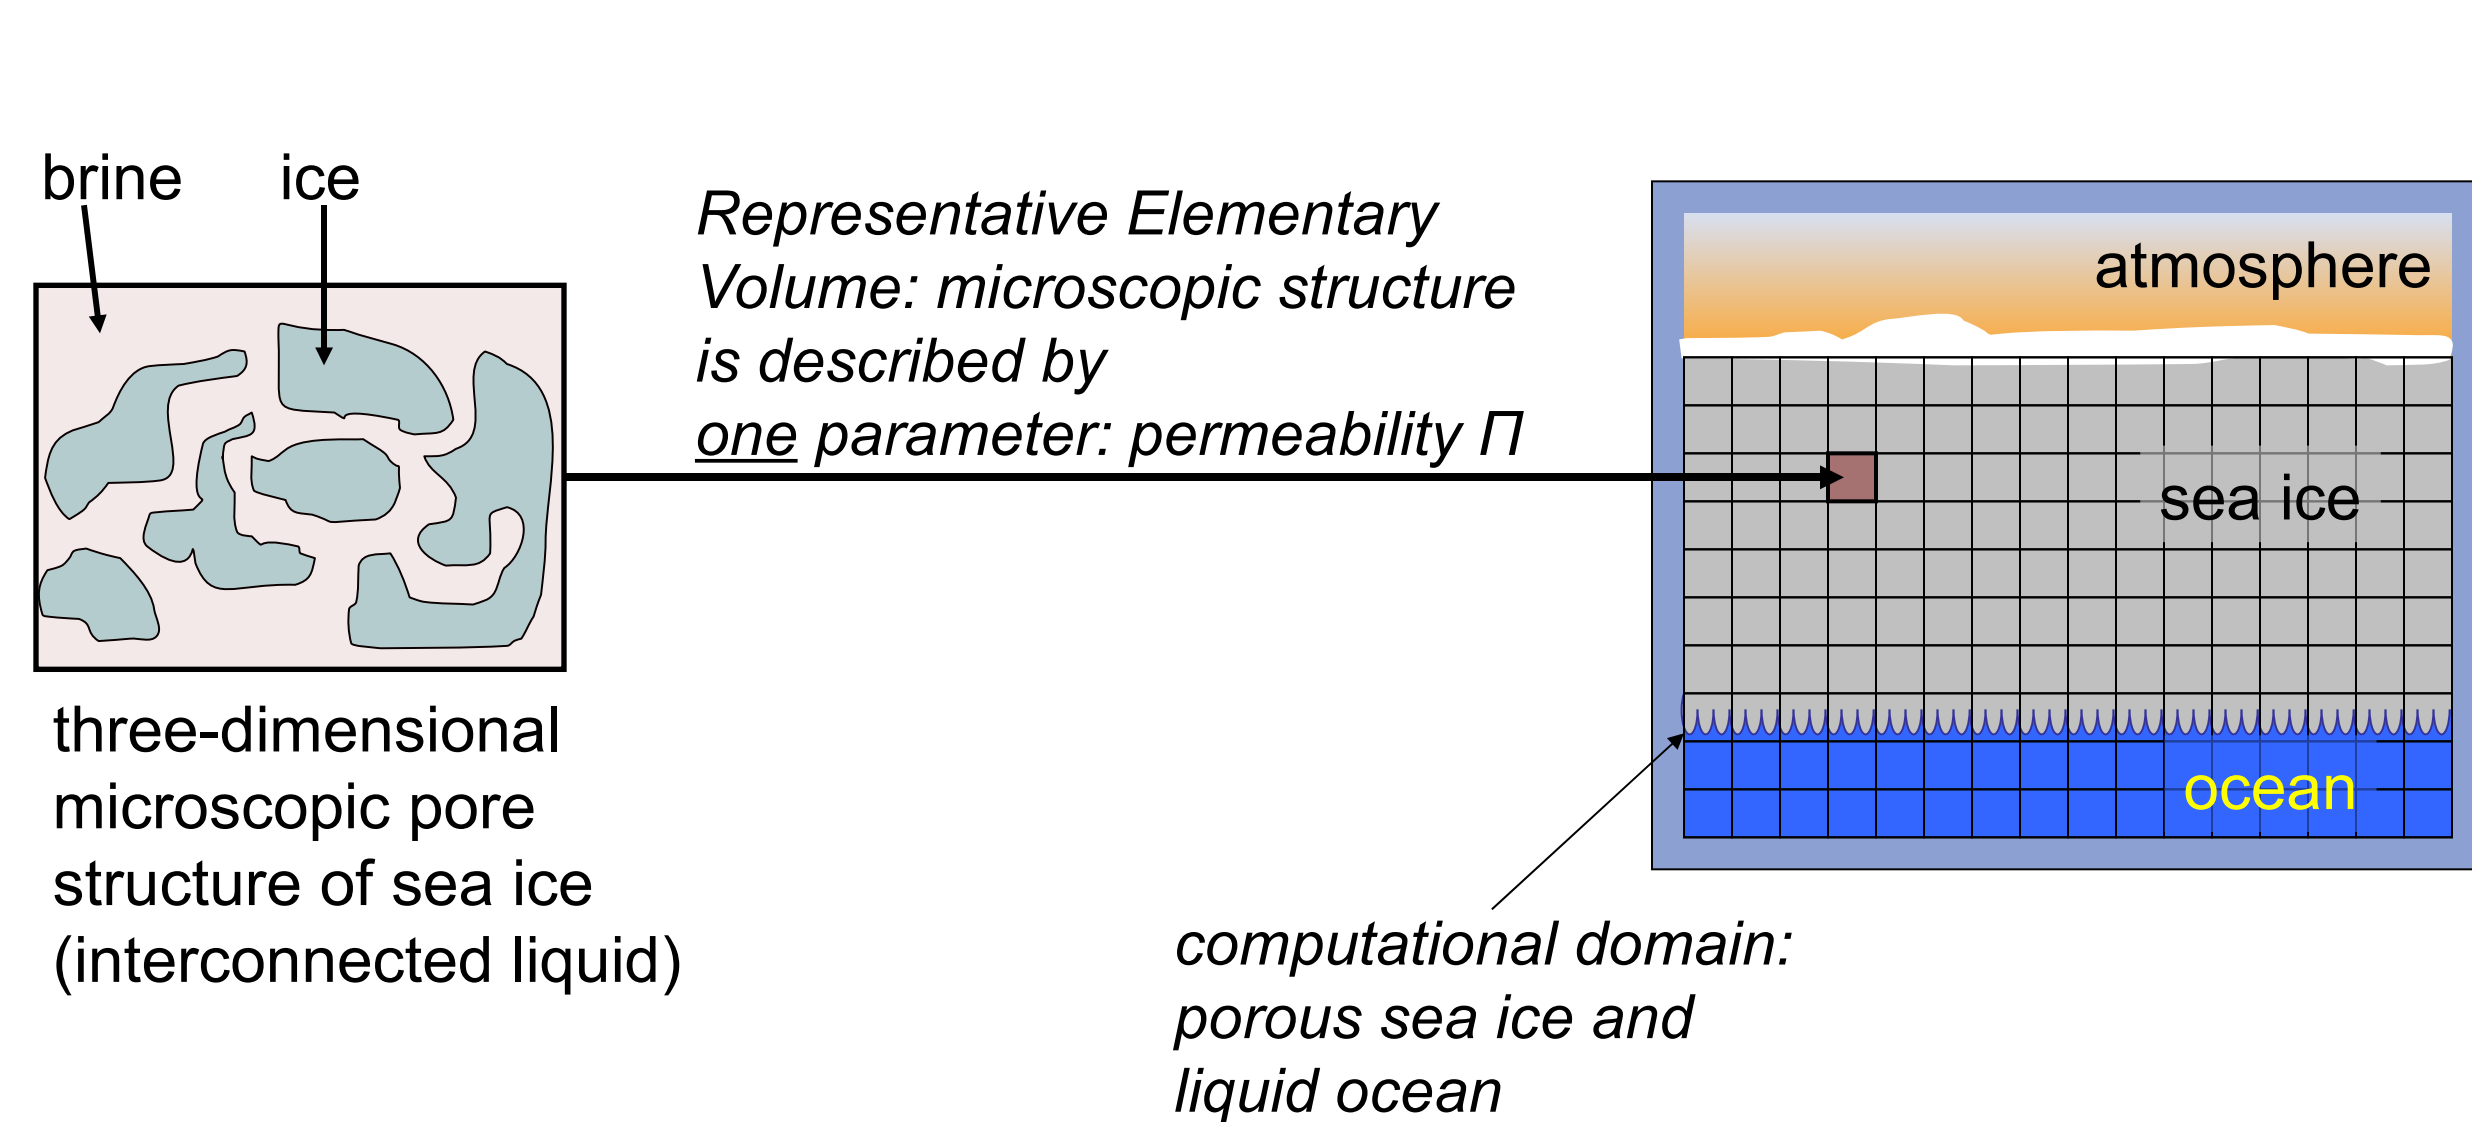 brine
ice
Representative Elementary
Volume: microscopic structure
is described by
one parameter: permeability Π
atmosphere
sea ice
ocean
three-dimensional
microscopic pore
structure of sea ice
(interconnected liquid)
computational domain:
porous sea ice and
liquid ocean